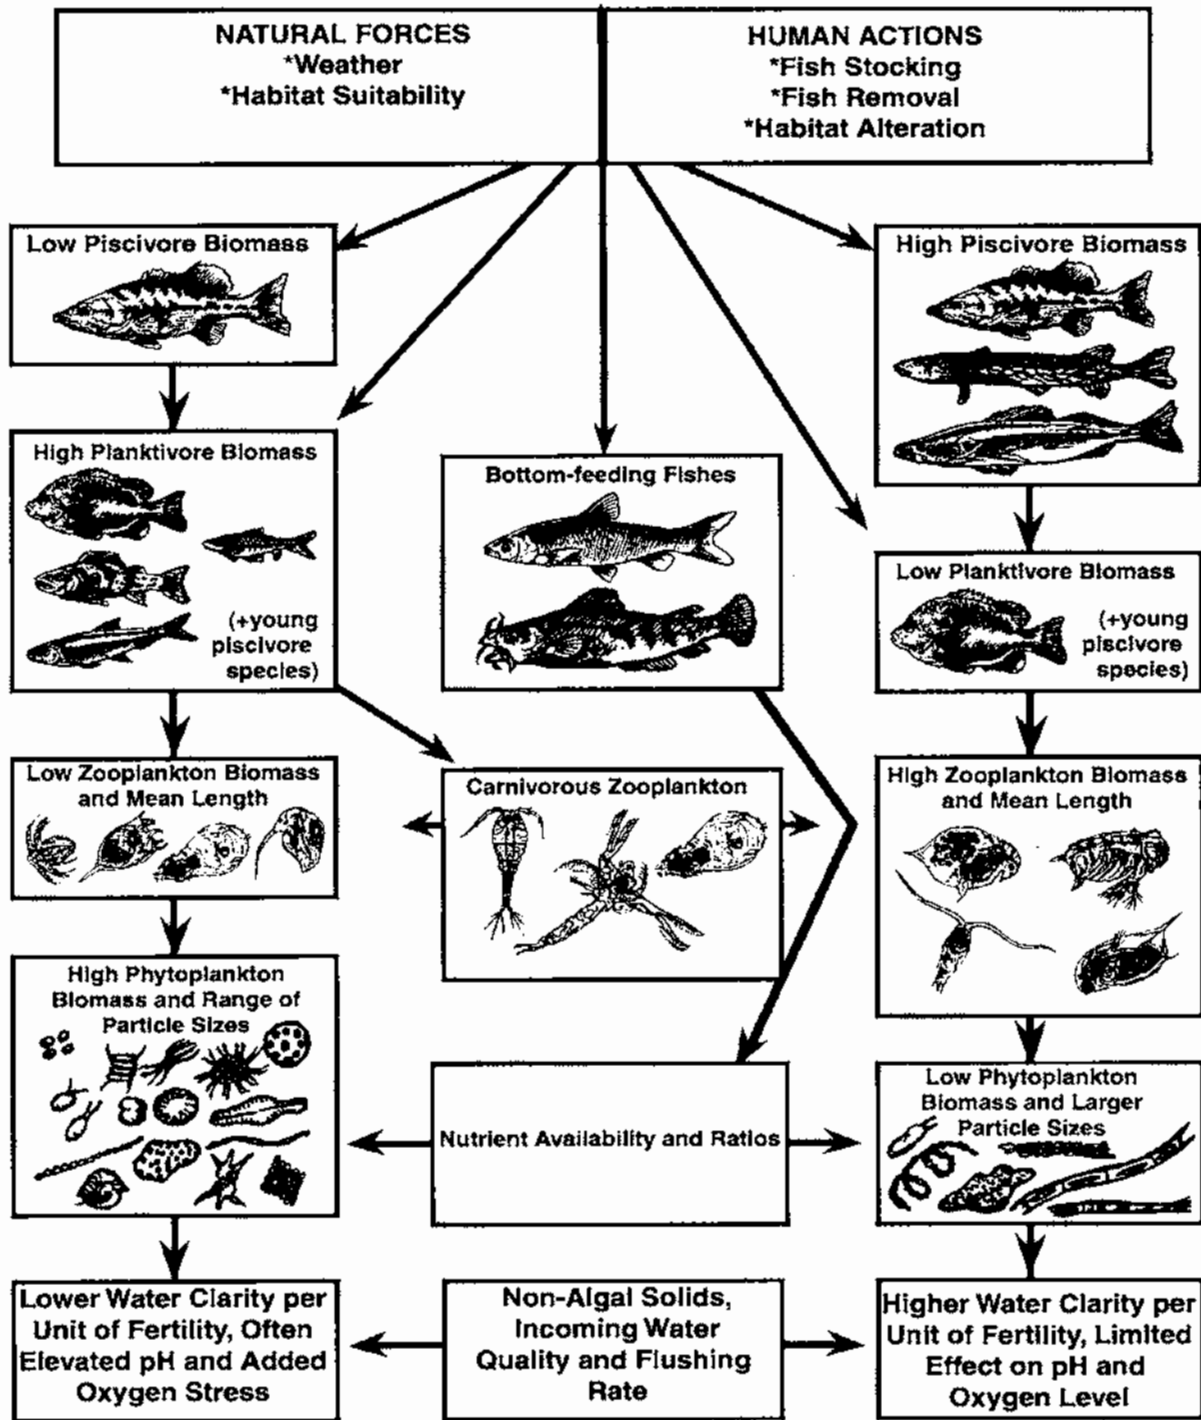 NATURAL FORCES
*Weather
*Habitat Suitability
HUMAN ACTIONS
*Fish Stocking
*Fish Removal
*Habitat Alteration
Low Piscivore Biomass
High Piscivore Biomass
High Planktivore Biomass
(+young
piscivore
species)
Bottom-feeding Fishes
Low Planktivore Biomass
(+young
piscivore
species)
Low Zooplankton Biomass
and Mean Length
Carnivorous Zooplankton
High Zooplankton Biomass
and Mean Length
High Phytoplankton
Biomass and Range of
Particle Sizes
Nutrient Availability and Ratios
Low Phytoplankton
Biomass and Larger
Particle Sizes
Lower Water Clarity per
Unit of Fertility, Often
Elevated pH and Added
Oxygen Stress
Non-Algal Solids,
Incoming Water
Quality and Flushing
Rate
Higher Water Clarity per
Unit of Fertility, Limited
Effect on pH and
Oxygen Level